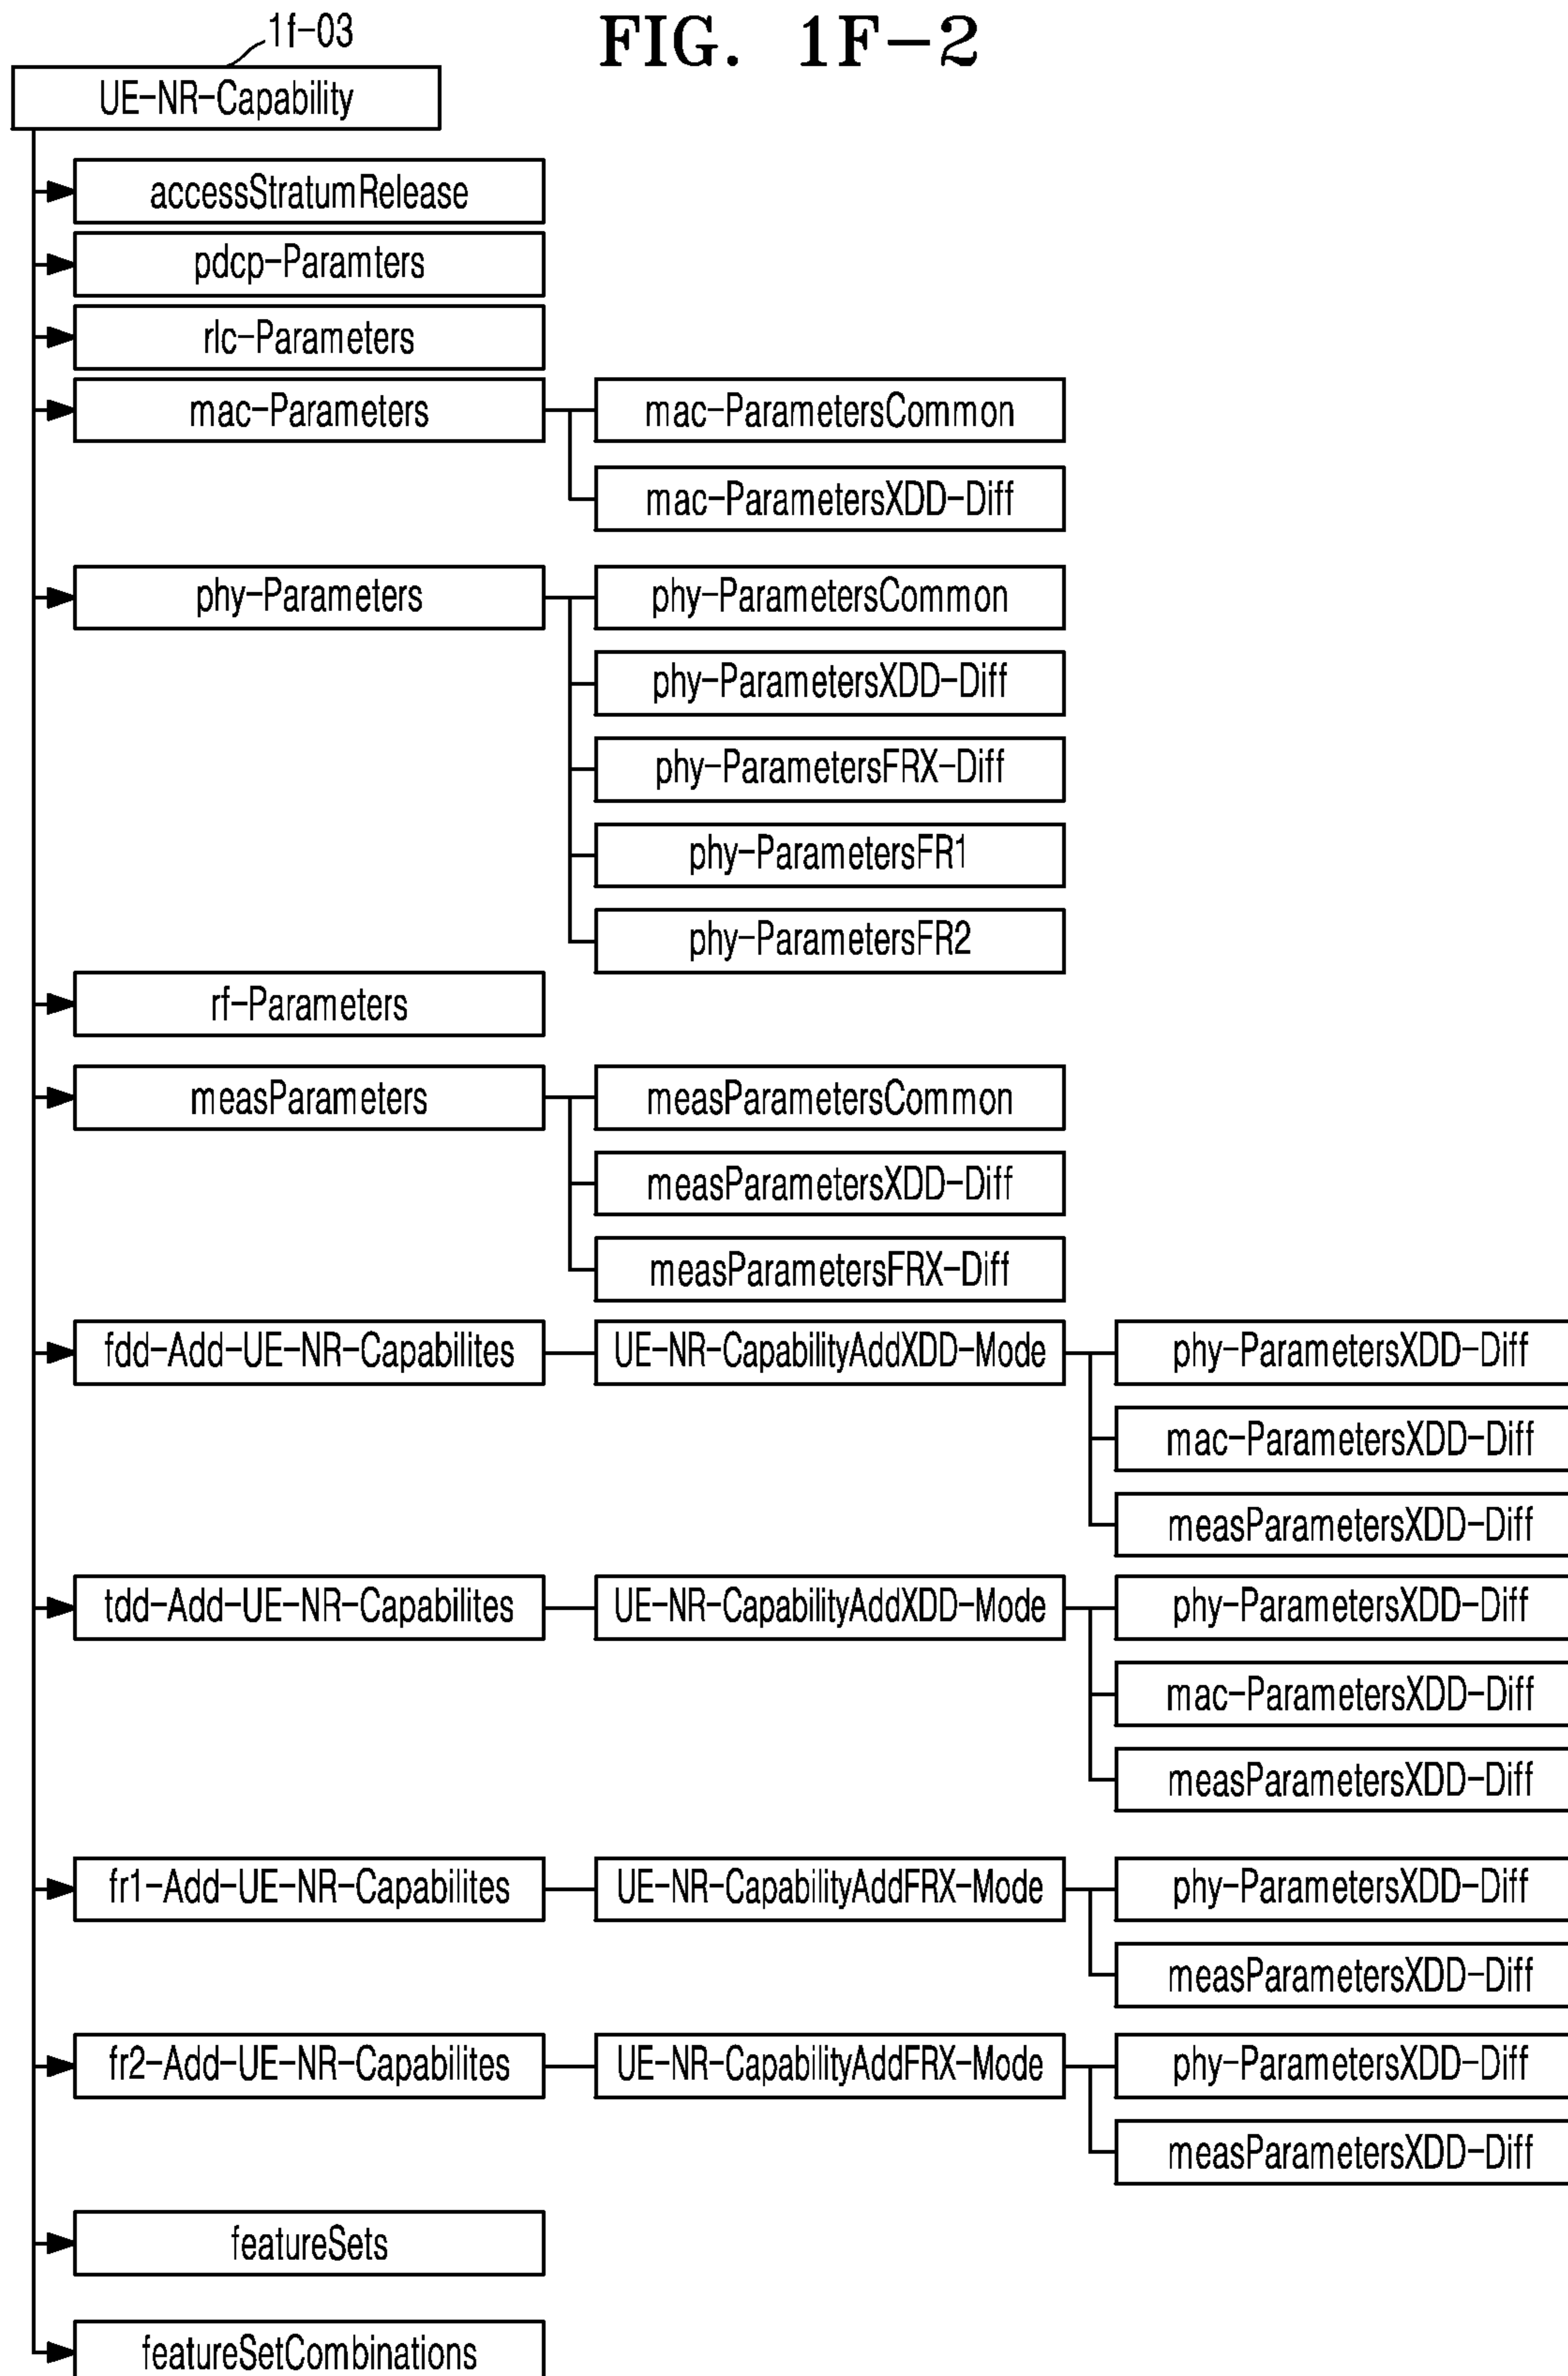 1f-03
FIG. 1F-2
UE-NR-Capability
accessStratumRelease
pdcp-Paramters
rlc-Parameters
mac-Parameters
mac-ParametersCommon
mac-ParametersXDD-Diff
phy-Parameters
phy-ParametersCommon
phy-ParametersXDD-Diff
phy-ParametersFRX-Diff
phy-ParametersFR1
phy-ParametersFR2
rf-Parameters
measParameters
measParametersCommon
measParametersXDD-Diff
measParametersFRX-Diff
fdd-Add-UE-NR-Capabilites
UE-NR-CapabilityAddXDD-Mode
phy-ParametersXDD-Diff
mac-ParametersXDD-Diff
measParametersXDD-Diff
tdd-Add-UE-NR-Capabilites
UE-NR-CapabilityAddXDD-Mode
phy-ParametersXDD-Diff
mac-ParametersXDD-Diff
measParametersXDD-Diff
fr1-Add-UE-NR-Capabilites
UE-NR-CapabilityAddFRX-Mode
phy-ParametersXDD-Diff
measParametersXDD-Diff
fr2-Add-UE-NR-Capabilites
UE-NR-CapabilityAddFRX-Mode
phy-ParametersXDD-Diff
measParametersXDD-Diff
featureSets
featureSetCombinations